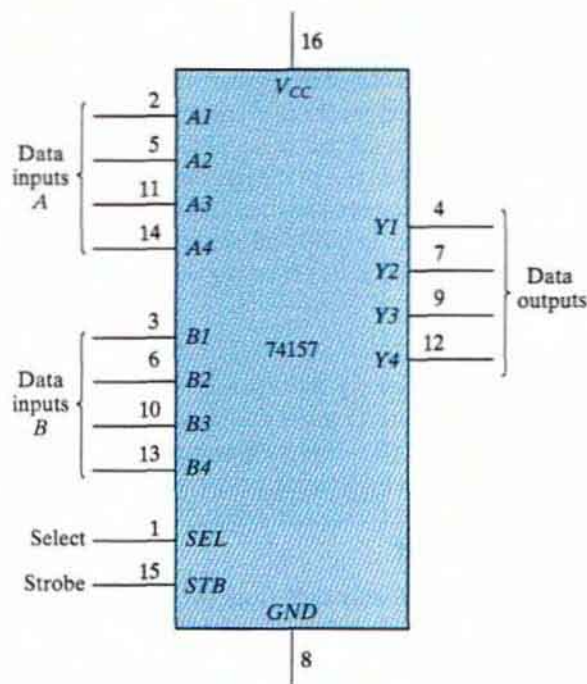 16
V_CC
2 A1
Data inputs A
5 A2
11 A3
14 A4
3 B1
Data inputs B
6 B2
10 B3
13 B4
Select 1 SEL
Strobe 15 STB
74157
Y1 4
Y2 7
Y3 9
Y4 12
Data outputs
GND
8